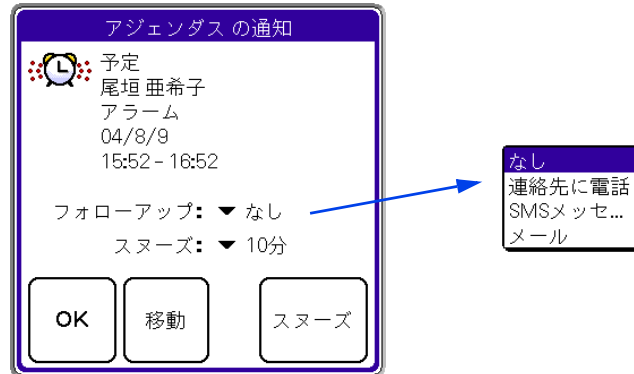 アジェンダス の通知
予定
尾垣 亜希子
アラーム
04/8/9
15:52 - 16:52
フォローアップ: ▼ なし
スヌーズ: ▼ 10分
OK
移動
スヌーズ
なし
連絡先に電話
SMSメッセ...
メール